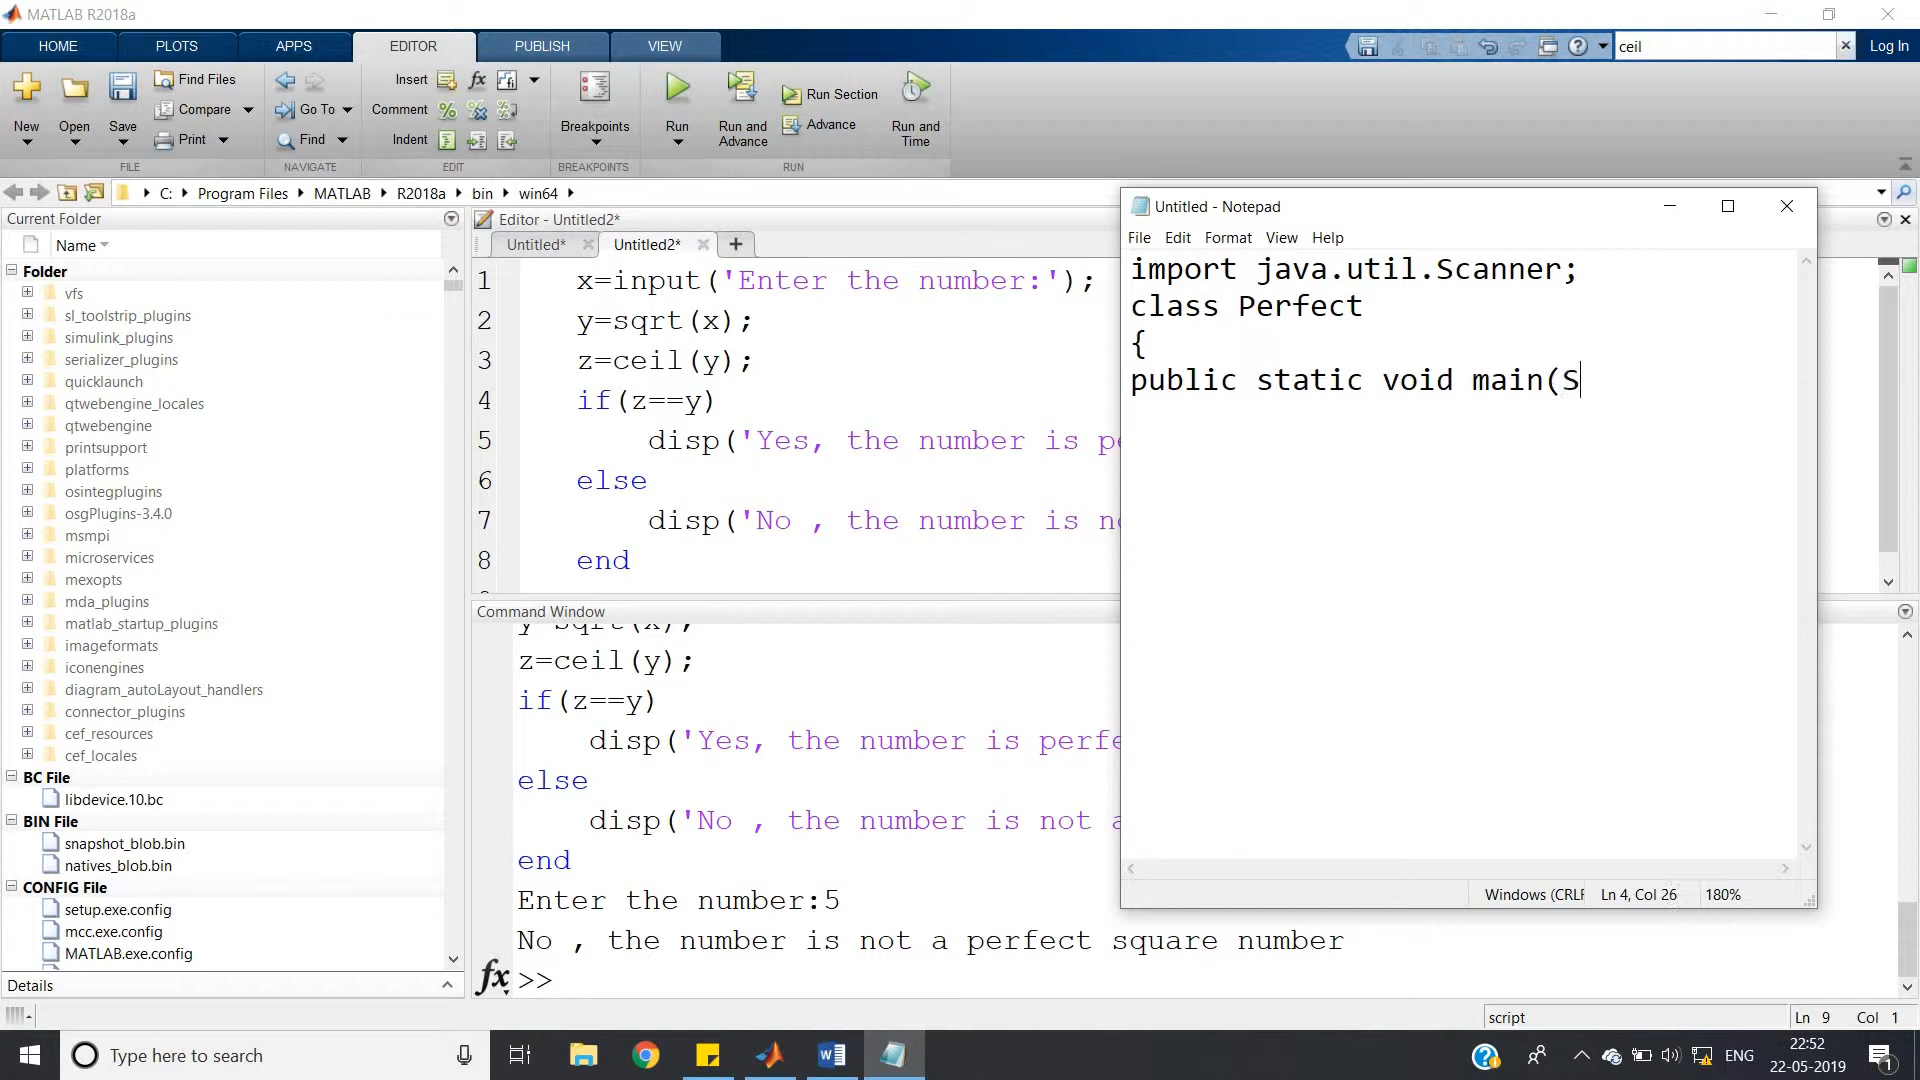 MATLAB R2018a
HOME PLOTS APPS EDITOR PUBLISH VIEW ceil Log In
New Open Save Find Files Compare Print
FILE
Go To Find
NAVIGATE
Insert fx
Comment
Indent
EDIT
Breakpoints
BREAKPOINTS
Run Run and Advance Run Section Advance Run and Time
RUN
C: Program Files MATLAB R2018a bin win64
Current Folder
Name
Folder
vfs
sl_toolstrip_plugins
simulink_plugins
serializer_plugins
quicklaunch
qtwebengine_locales
qtwebengine
printsupport
platforms
osintegplugins
osgPlugins-3.4.0
msmpi
microservices
mexopts
mda_plugins
matlab_startup_plugins
imageformats
iconengines
diagram_autoLayout_handlers
connector_plugins
cef_resources
cef_locales
BC File
libdevice.10.bc
BIN File
snapshot_blob.bin
natives_blob.bin
CONFIG File
setup.exe.config
mcc.exe.config
MATLAB.exe.config
Details
Editor - Untitled2*
Untitled* Untitled2*
1 x=input('Enter the number:');
2 y=sqrt(x);
3 z=ceil(y);
4 if(z==y)
5 disp('Yes, the number is pe
6 else
7 disp('No , the number is no
8 end
Command Window
y=sqrt(x);
z=ceil(y);
if(z==y)
disp('Yes, the number is perfe
else
disp('No , the number is not a
end
Enter the number:5
No , the number is not a perfect square number
fx >>
Untitled - Notepad
File Edit Format View Help
import java.util.Scanner;
class Perfect
{
public static void main(S
Windows (CRLF Ln 4, Col 26 180%
script Ln 9 Col 1
Type here to search
ENG
22:52
22-05-2019
1